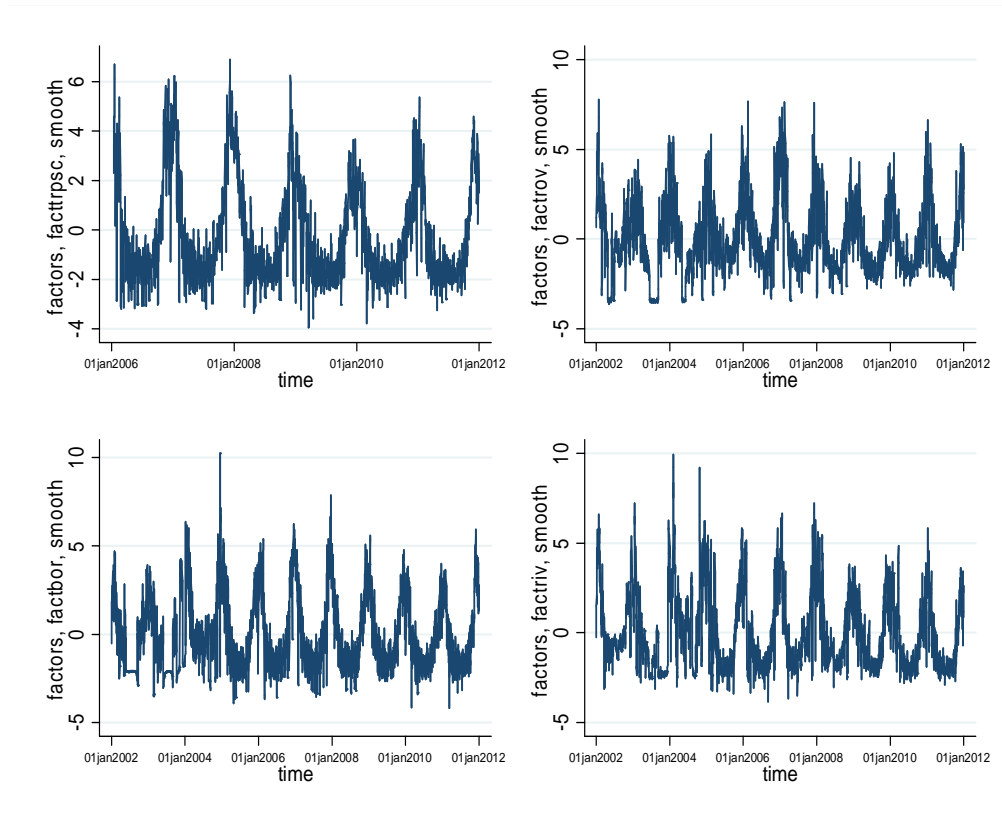 factors, facttrpsc, smooth
6
4
2
0
-2
-4
01jan2006 01jan2008 01jan2010 01jan2012
time
factors, factrov, smooth
10
5
0
-5
01jan2002 01jan2004 01jan2006 01jan2008 01jan2010 01jan2012
time
factors, factbor, smooth
10
5
0
-5
01jan2002 01jan2004 01jan2006 01jan2008 01jan2010 01jan2012
time
factors, factriv, smooth
10
5
0
-5
01jan2002 01jan2004 01jan2006 01jan2008 01jan2010 01jan2012
time